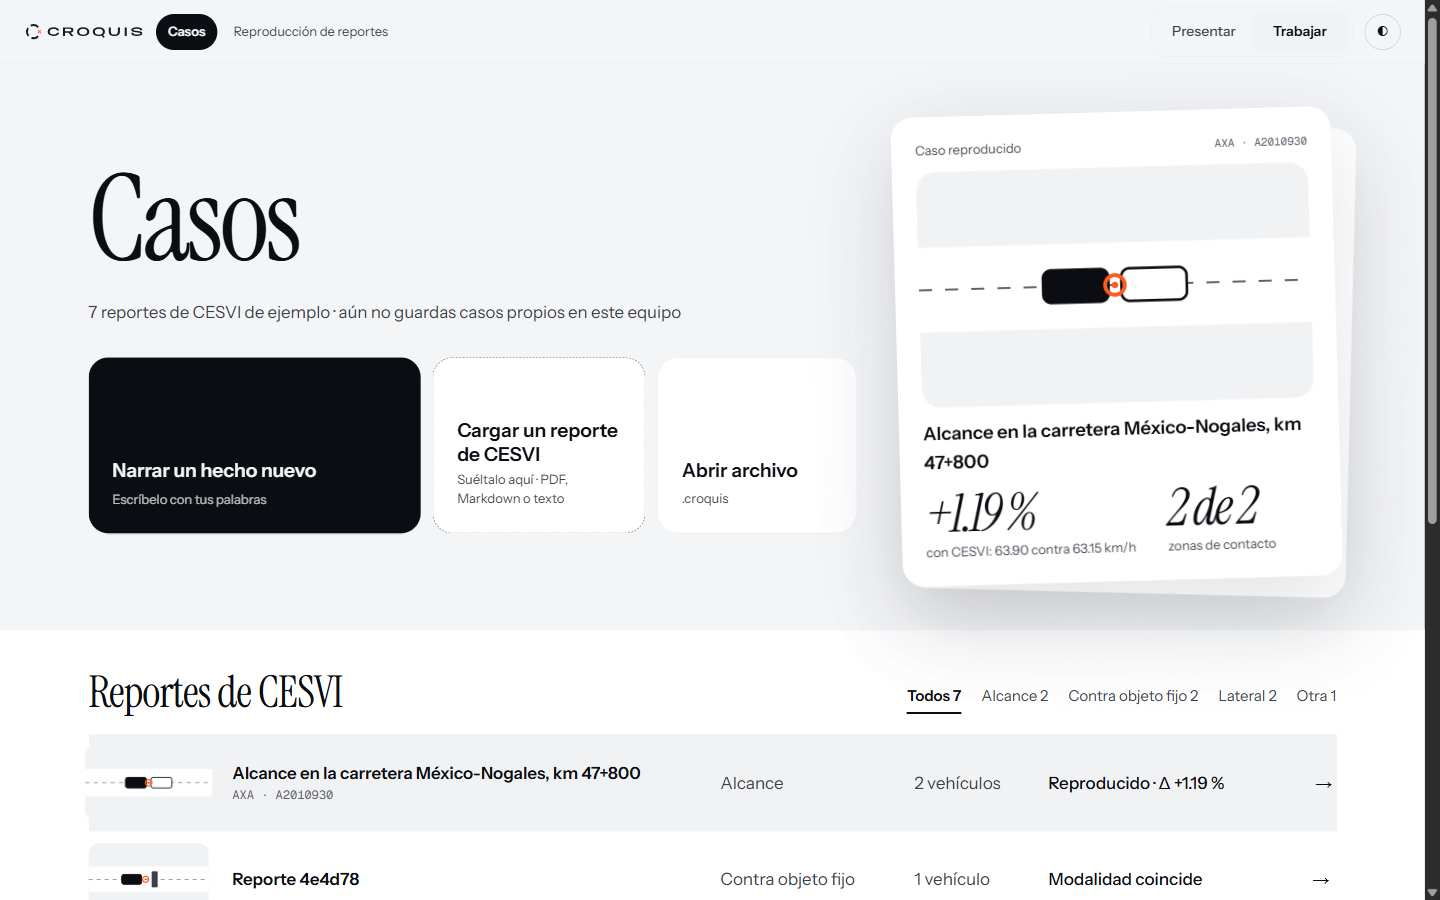 CROQUIS
Casos
Reproducción de reportes
Presentar
Trabajar
Casos
7 reportes de CESVI de ejemplo · aún no guardas casos propios en este equipo
Narrar un hecho nuevo
Escríbelo con tus palabras
Cargar un reporte
de CESVI
Suéltalo aquí · PDF,
Markdown o texto
Abrir archivo
.croquis
Caso reproducido
AXA · A2010930
Alcance en la carretera México-Nogales, km
47+800
+1.19 %
con CESVI: 63.90 contra 63.15 km/h
2 de 2
zonas de contacto
Reportes de CESVI
Todos 7
Alcance 2
Contra objeto fijo 2
Lateral 2
Otra 1
Alcance en la carretera México-Nogales, km 47+800
AXA · A2010930
Alcance
2 vehículos
Reproducido · Δ +1.19 %
→
Reporte 4e4d78
Contra objeto fijo
1 vehículo
Modalidad coincide
→